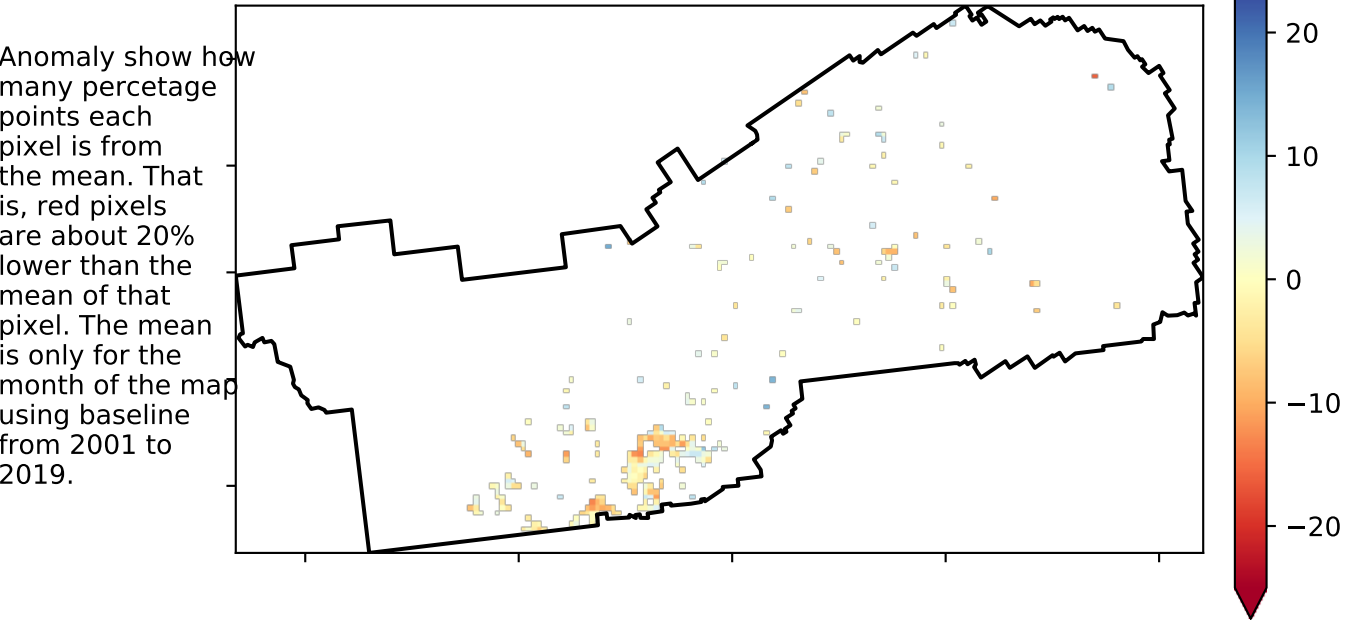 Anomaly show how
many percetage
points each
pixel is from
the mean. That
is, red pixels
are about 20%
lower than the
mean of that
pixel. The mean
is only for the
month of the map
using baseline
from 2001 to
2019.
20
10
0
−10
−20